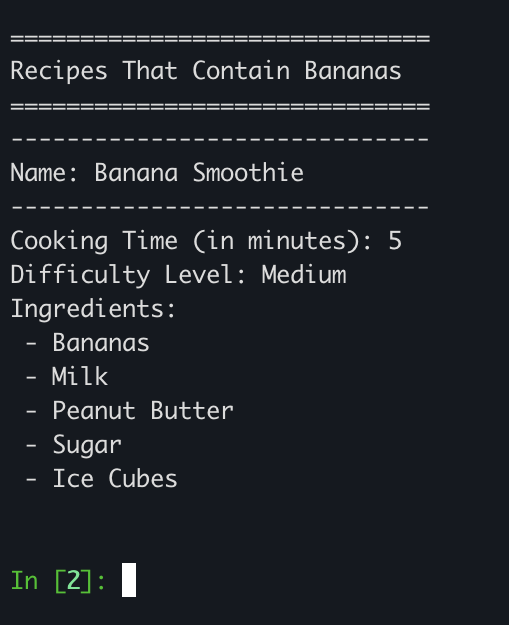 ==============================
Recipes That Contain Bananas
==============================
------------------------------
Name: Banana Smoothie
------------------------------
Cooking Time (in minutes): 5
Difficulty Level: Medium
Ingredients:
 - Bananas
 - Milk
 - Peanut Butter
 - Sugar
 - Ice Cubes
In [2]: